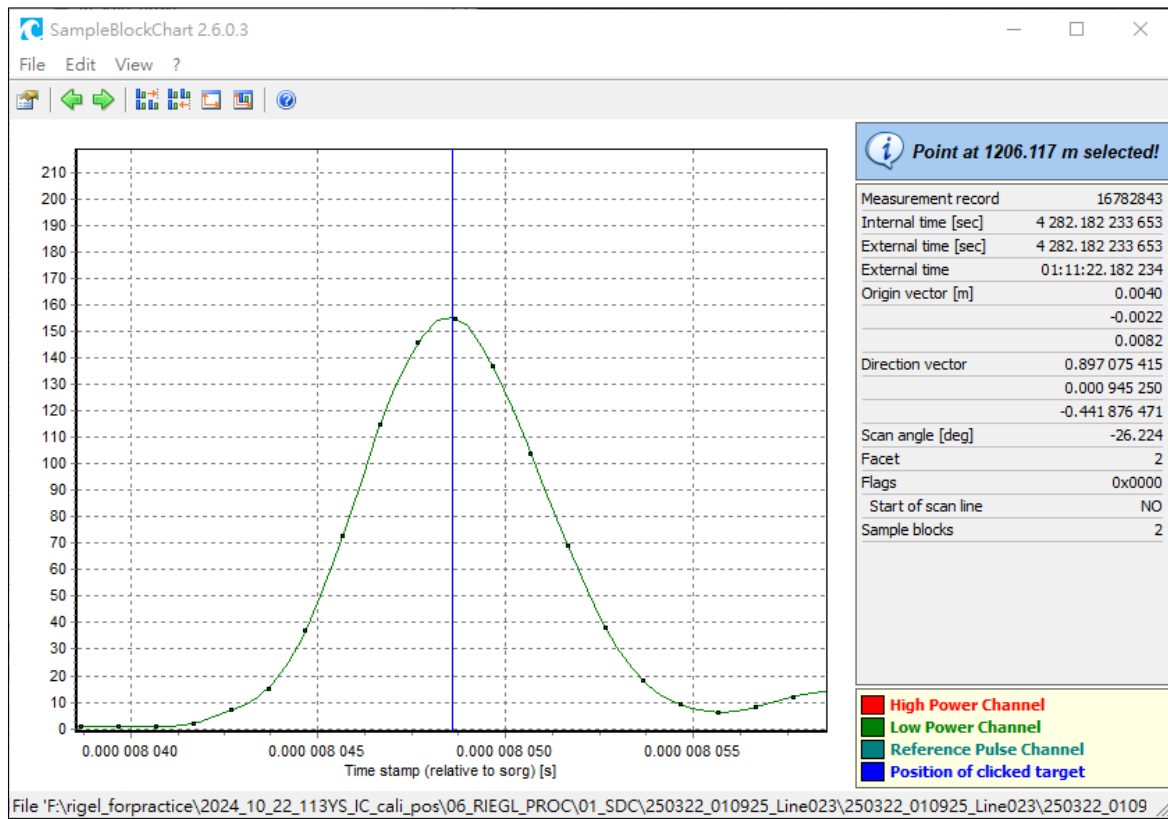 SampleBlockChart 2.6.0.3
File Edit View ?
Point at 1206.117 m selected!
210
200
190
180
170
160
150
140
130
120
110
100
90
80
70
60
50
40
30
20
10
0
0.000 008 040 0.000 008 045 0.000 008 050 0.000 008 055
Time stamp (relative to sorg) [s]
Measurement record 16782843
Internal time [sec] 4 282.182 233 653
External time [sec] 4 282.182 233 653
External time 01:11:22.182 234
Origin vector [m] 0.0040
-0.0022
0.0082
Direction vector 0.897 075 415
0.000 945 250
-0.441 876 471
Scan angle [deg] -26.224
Facet 2
Flags 0x0000
Start of scan line NO
Sample blocks 2
High Power Channel
Low Power Channel
Reference Pulse Channel
Position of clicked target
File 'F:\rigel_forpractice\2024_10_22_113YS_IC_cali_pos\06_RIEGL_PROC\01_SDC\250322_010925_Line023\250322_010925_Line023\250322_0109